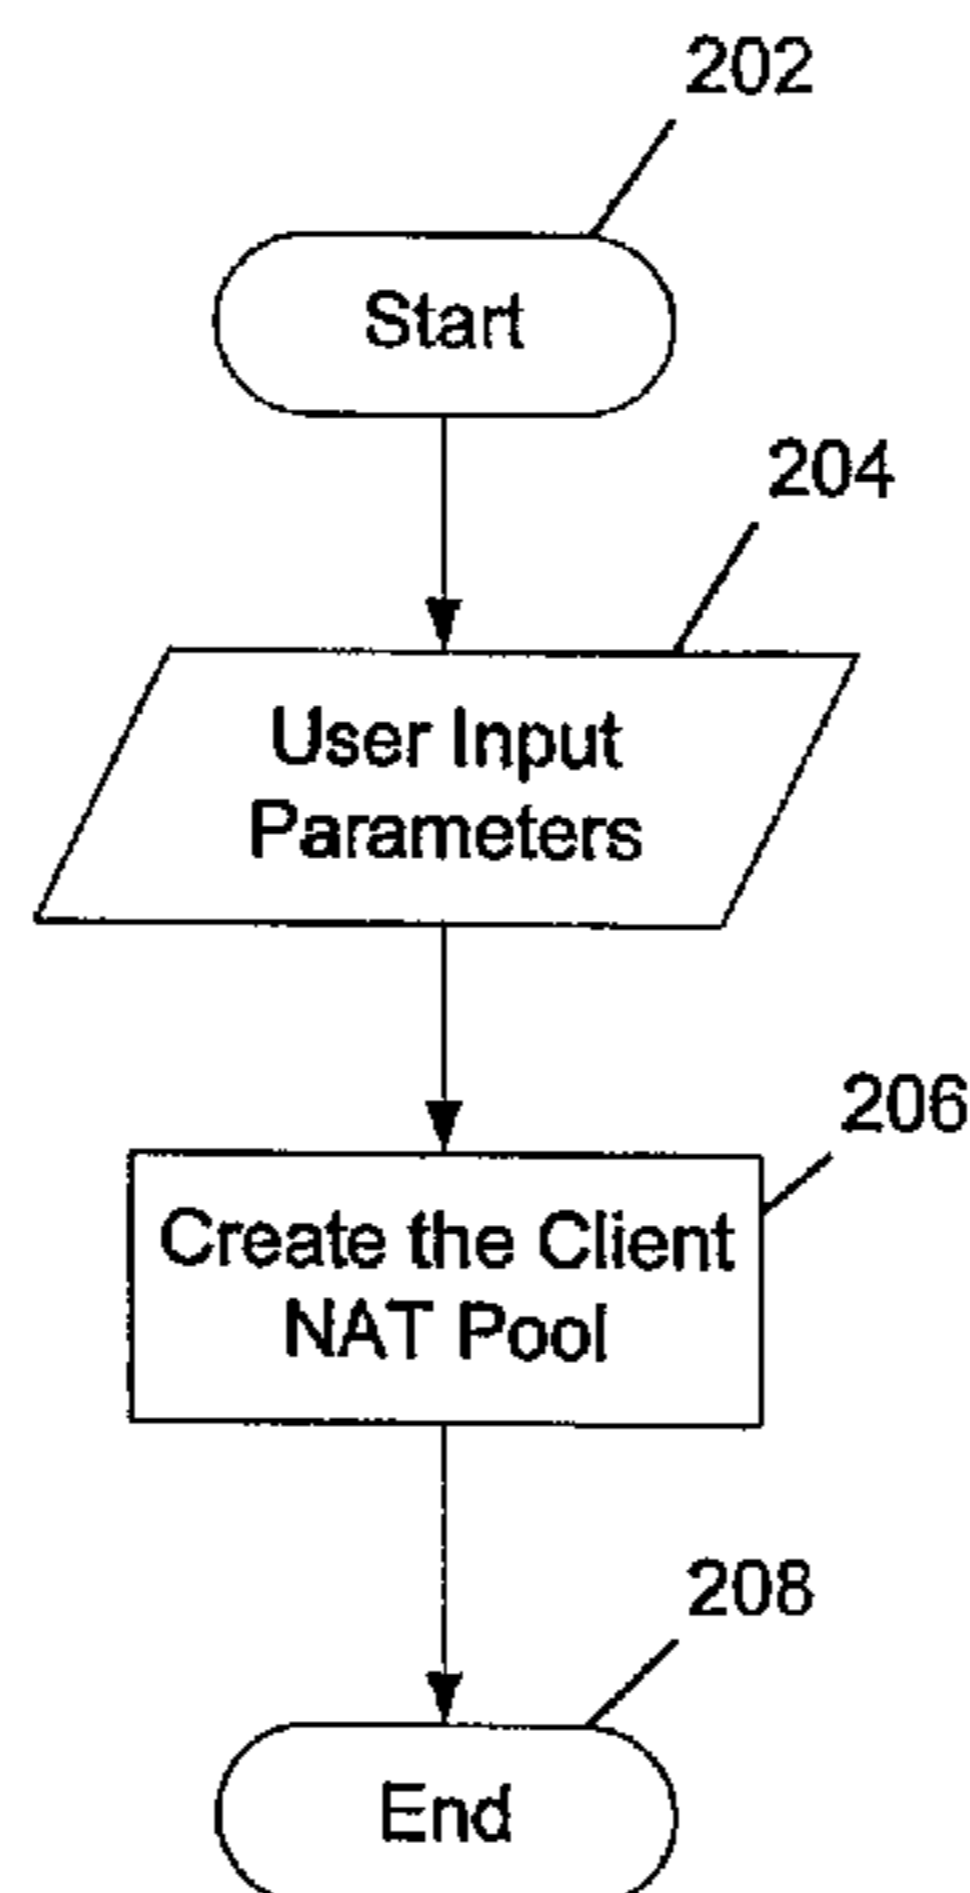 202
Start
204
User Input
Parameters
206
Create the Client
NAT Pool
208
End